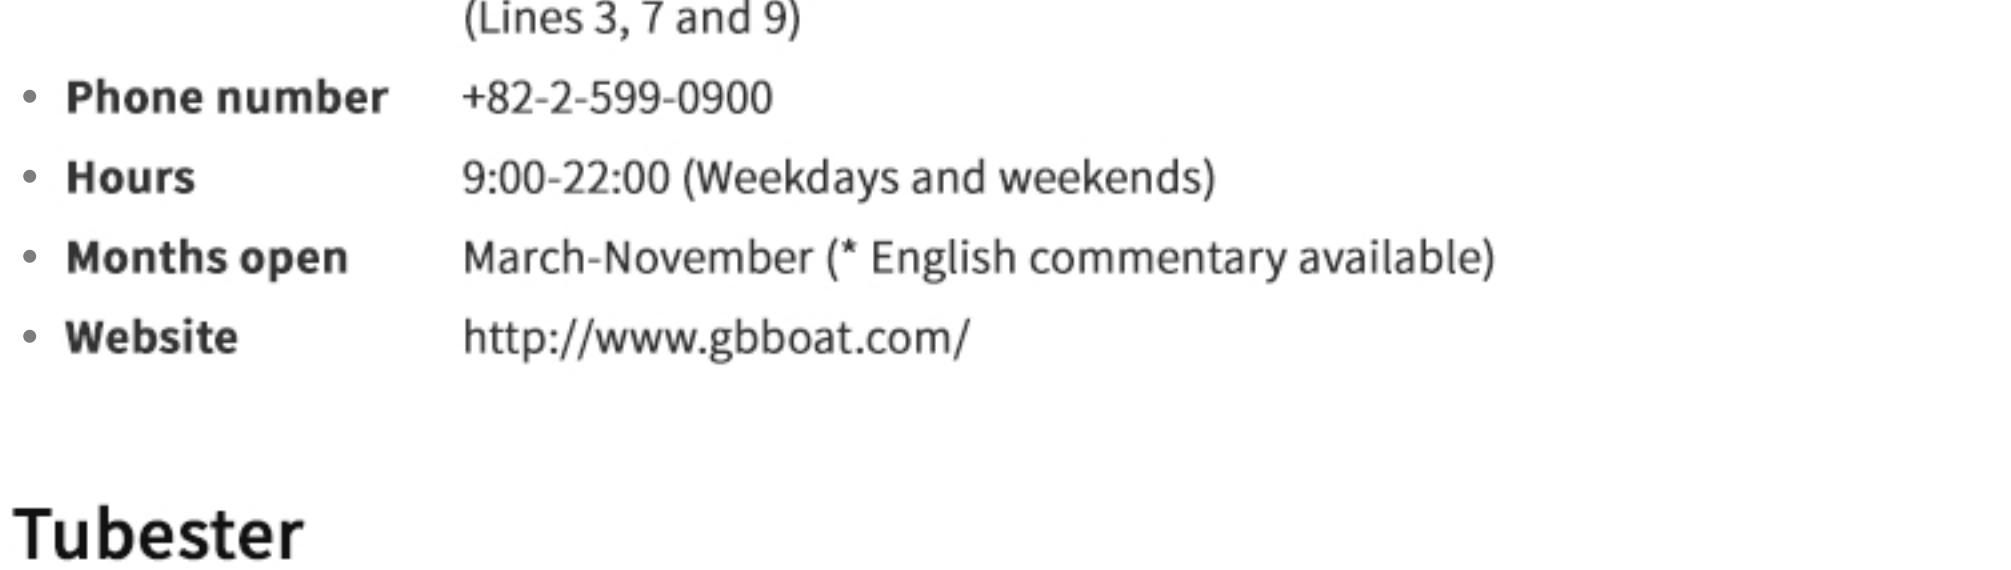 (Lines 3, 7 and 9)
• Phone number +82-2-599-0900
• Hours 9:00-22:00 (Weekdays and weekends)
• Months open March-November (* English commentary available)
• Website http://www.gbboat.com/
Tubester